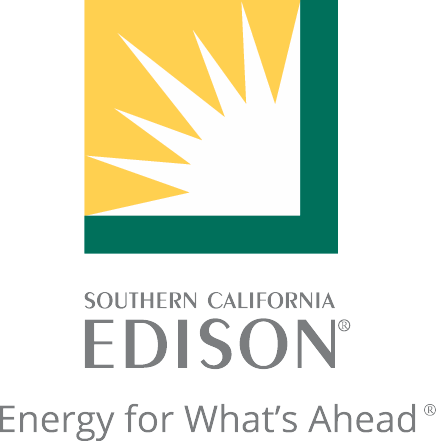 SOUTHERN CALIFORNIA
EDISON®
Energy for What's Ahead®